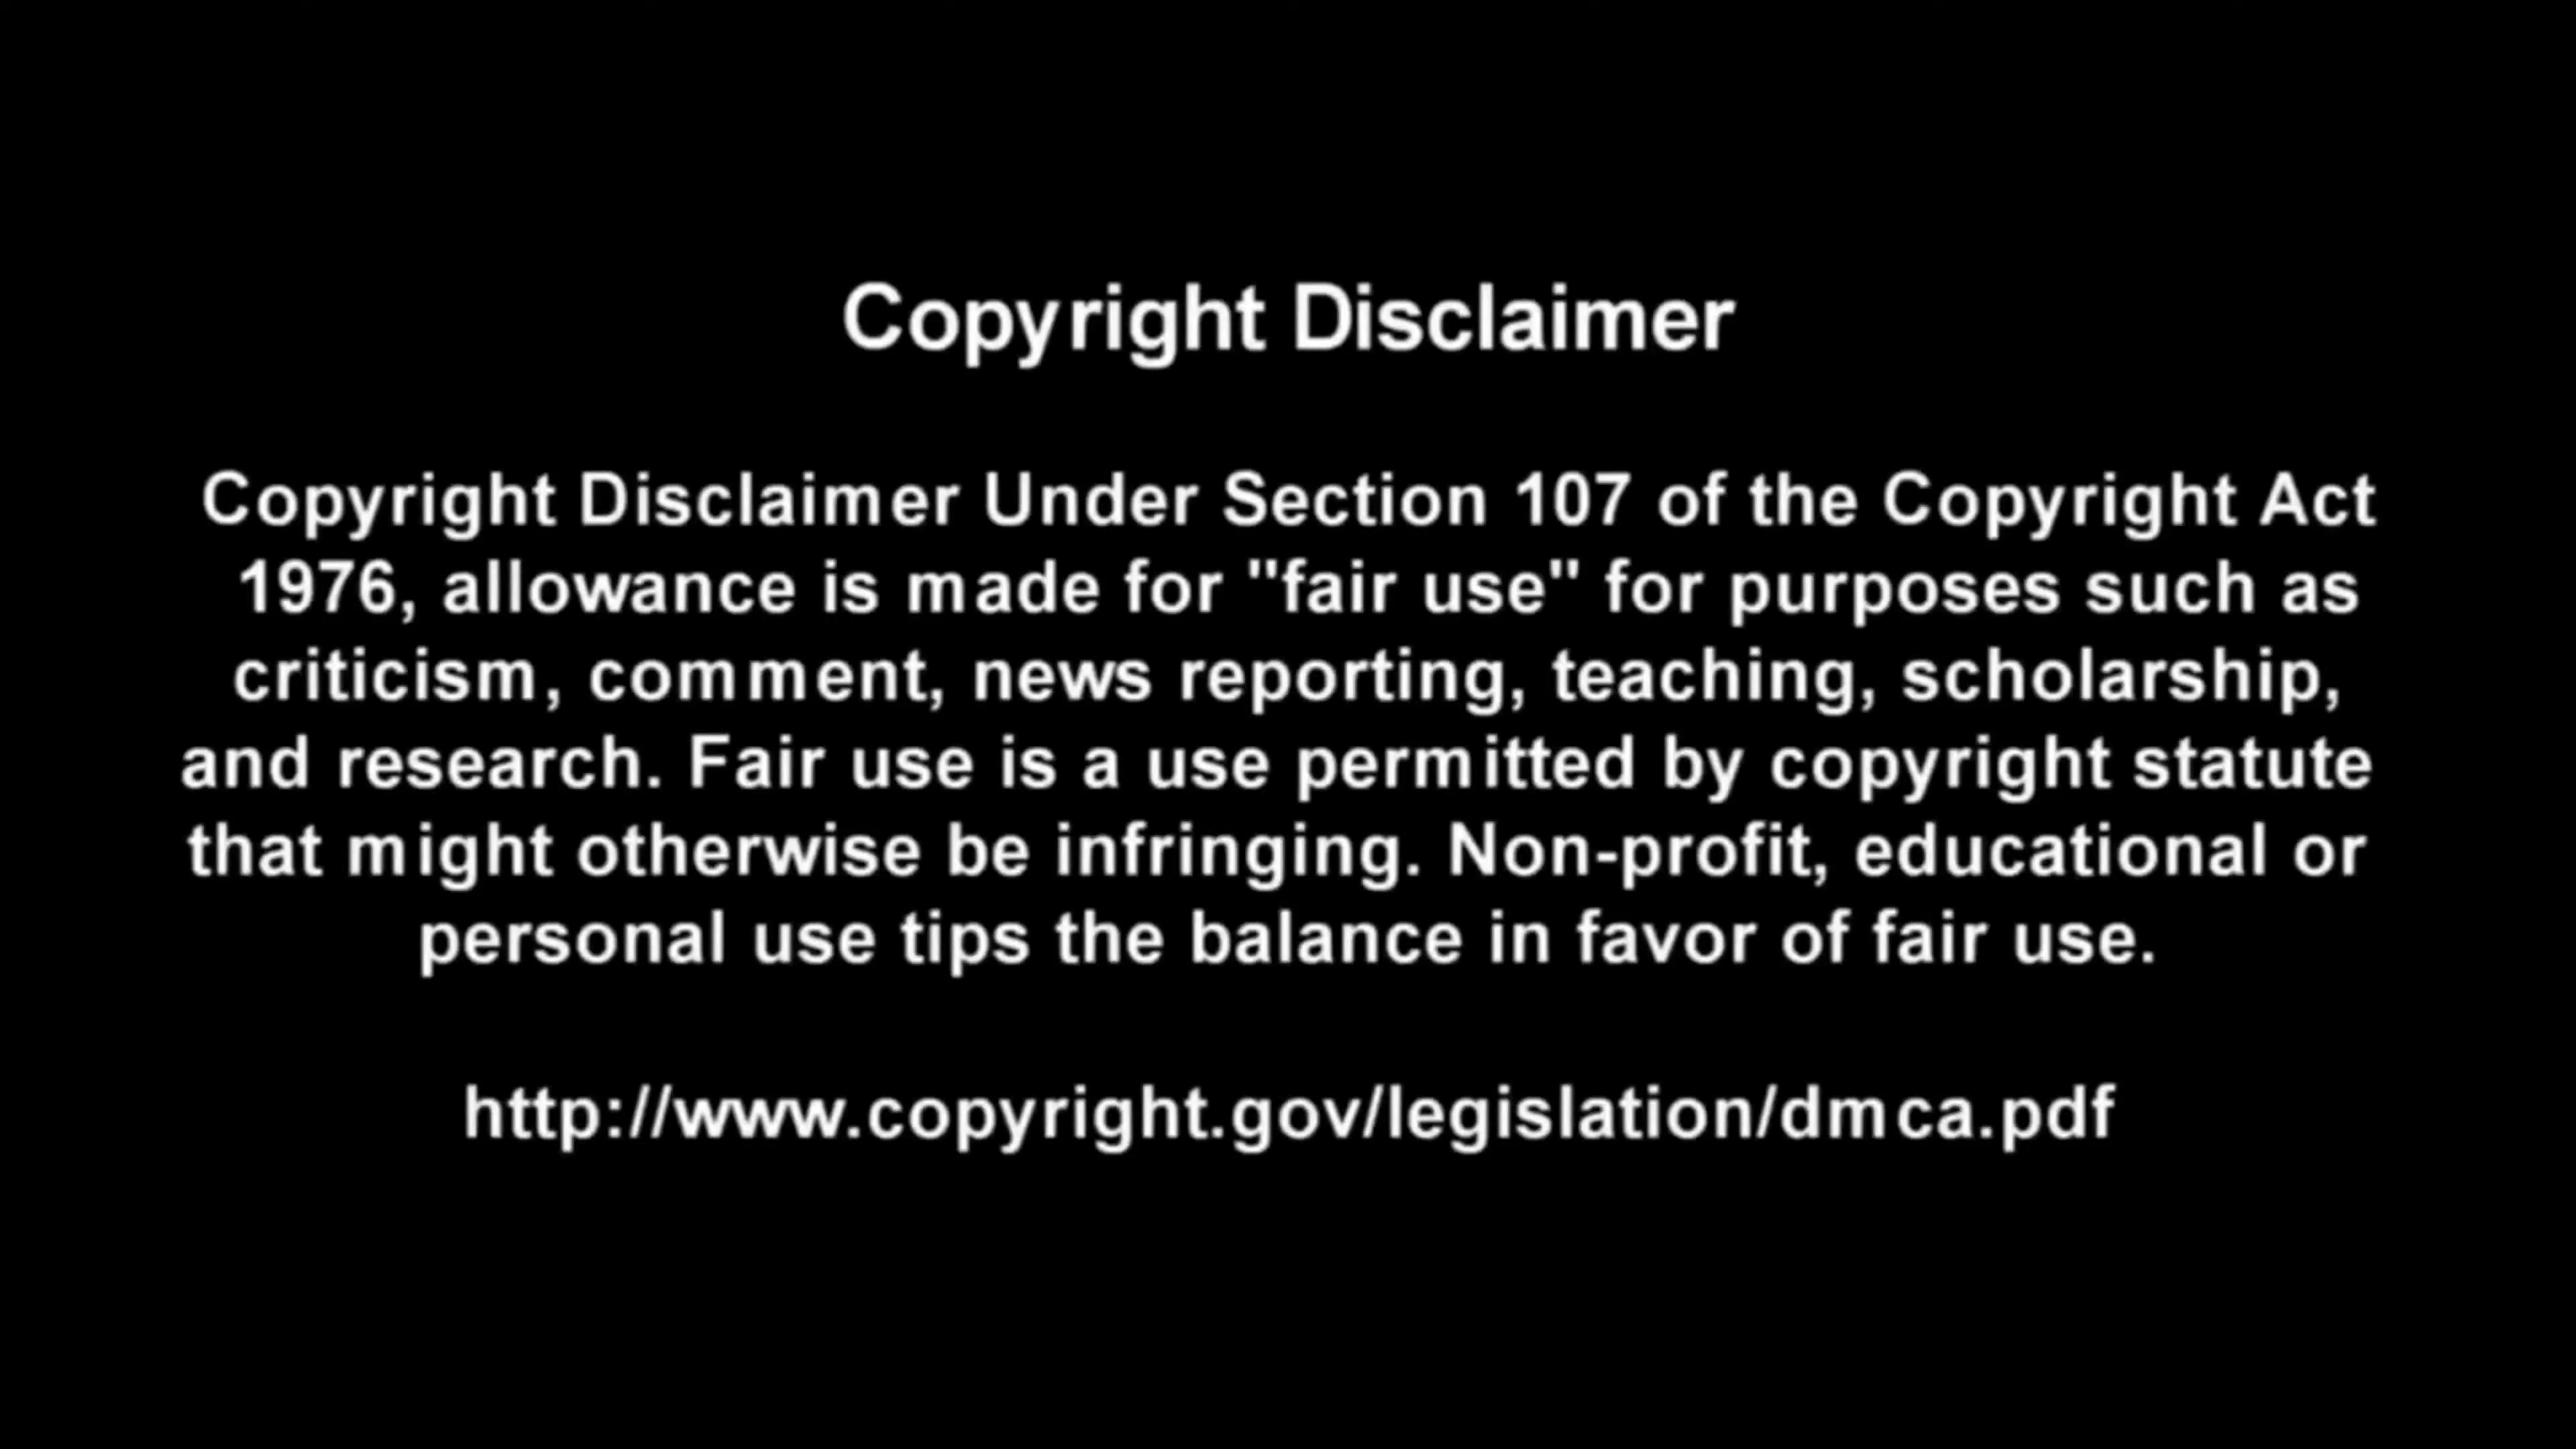 Copyright Disclaimer
Copyright Disclaimer Under Section 107 of the Copyright Act
1976, allowance is made for "fair use" for purposes such as
criticism, comment, news reporting, teaching, scholarship,
and research. Fair use is a use permitted by copyright statute
that might otherwise be infringing. Non-profit, educational or
personal use tips the balance in favor of fair use.
http://www.copyright.gov/legislation/dmca.pdf